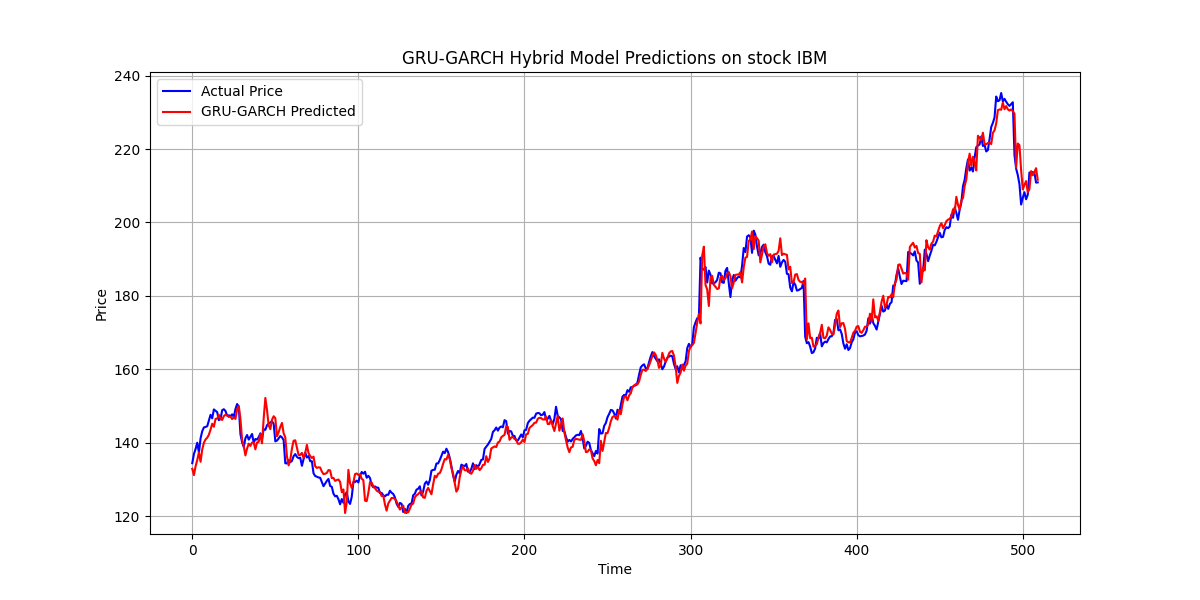 GRU-GARCH Hybrid Model Predictions on stock IBM
Actual Price
GRU-GARCH Predicted
240
220
200
180
160
140
120
Price
0 100 200 300 400 500
Time